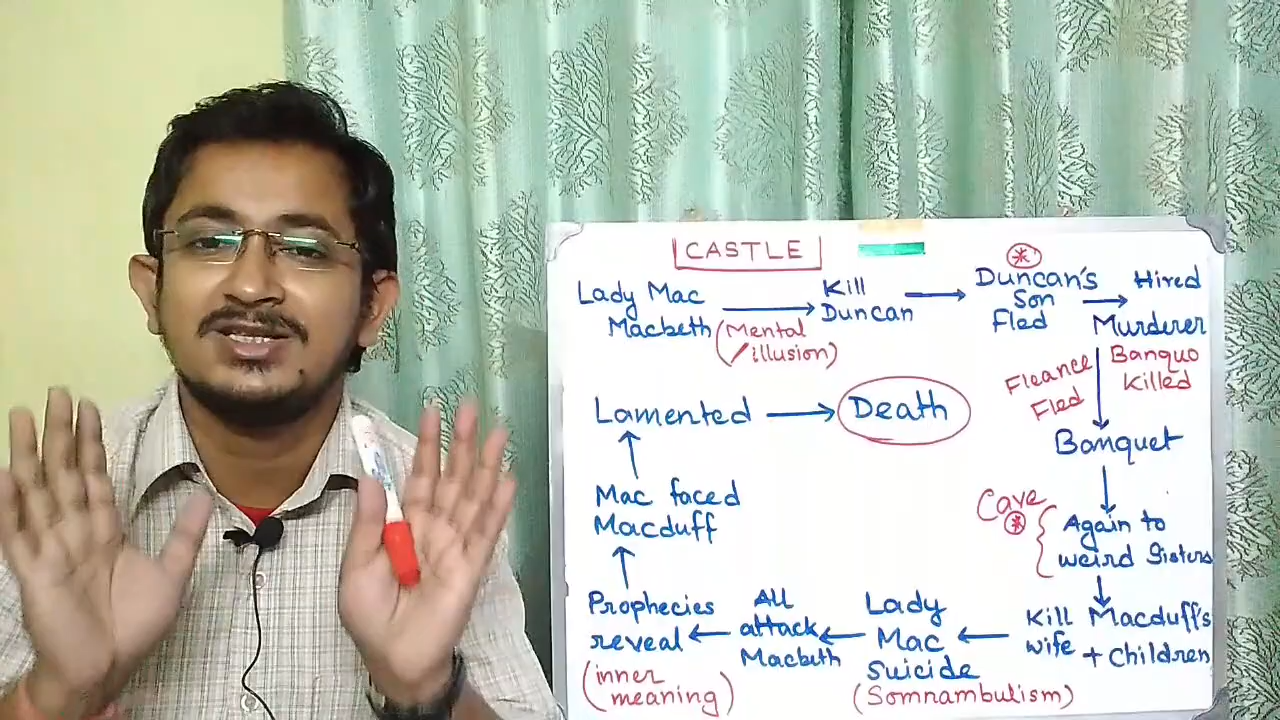 CASTLE
Lady Mac
Macbeth
(Mental
illusion)
Kill
Duncan
Duncan's
Son
Fled
Hired
Murderer
Banquo
Killed
Fleance
Fled
Banquet
Cave
Again to
weird Sisters
Kill Macduff's
wife + Children
Lady
Mac
suicide
(Somnambulism)
All
attack
Macbeth
Prophecies
reveal
(inner
meaning)
Mac faced
Macduff
Lamented
Death